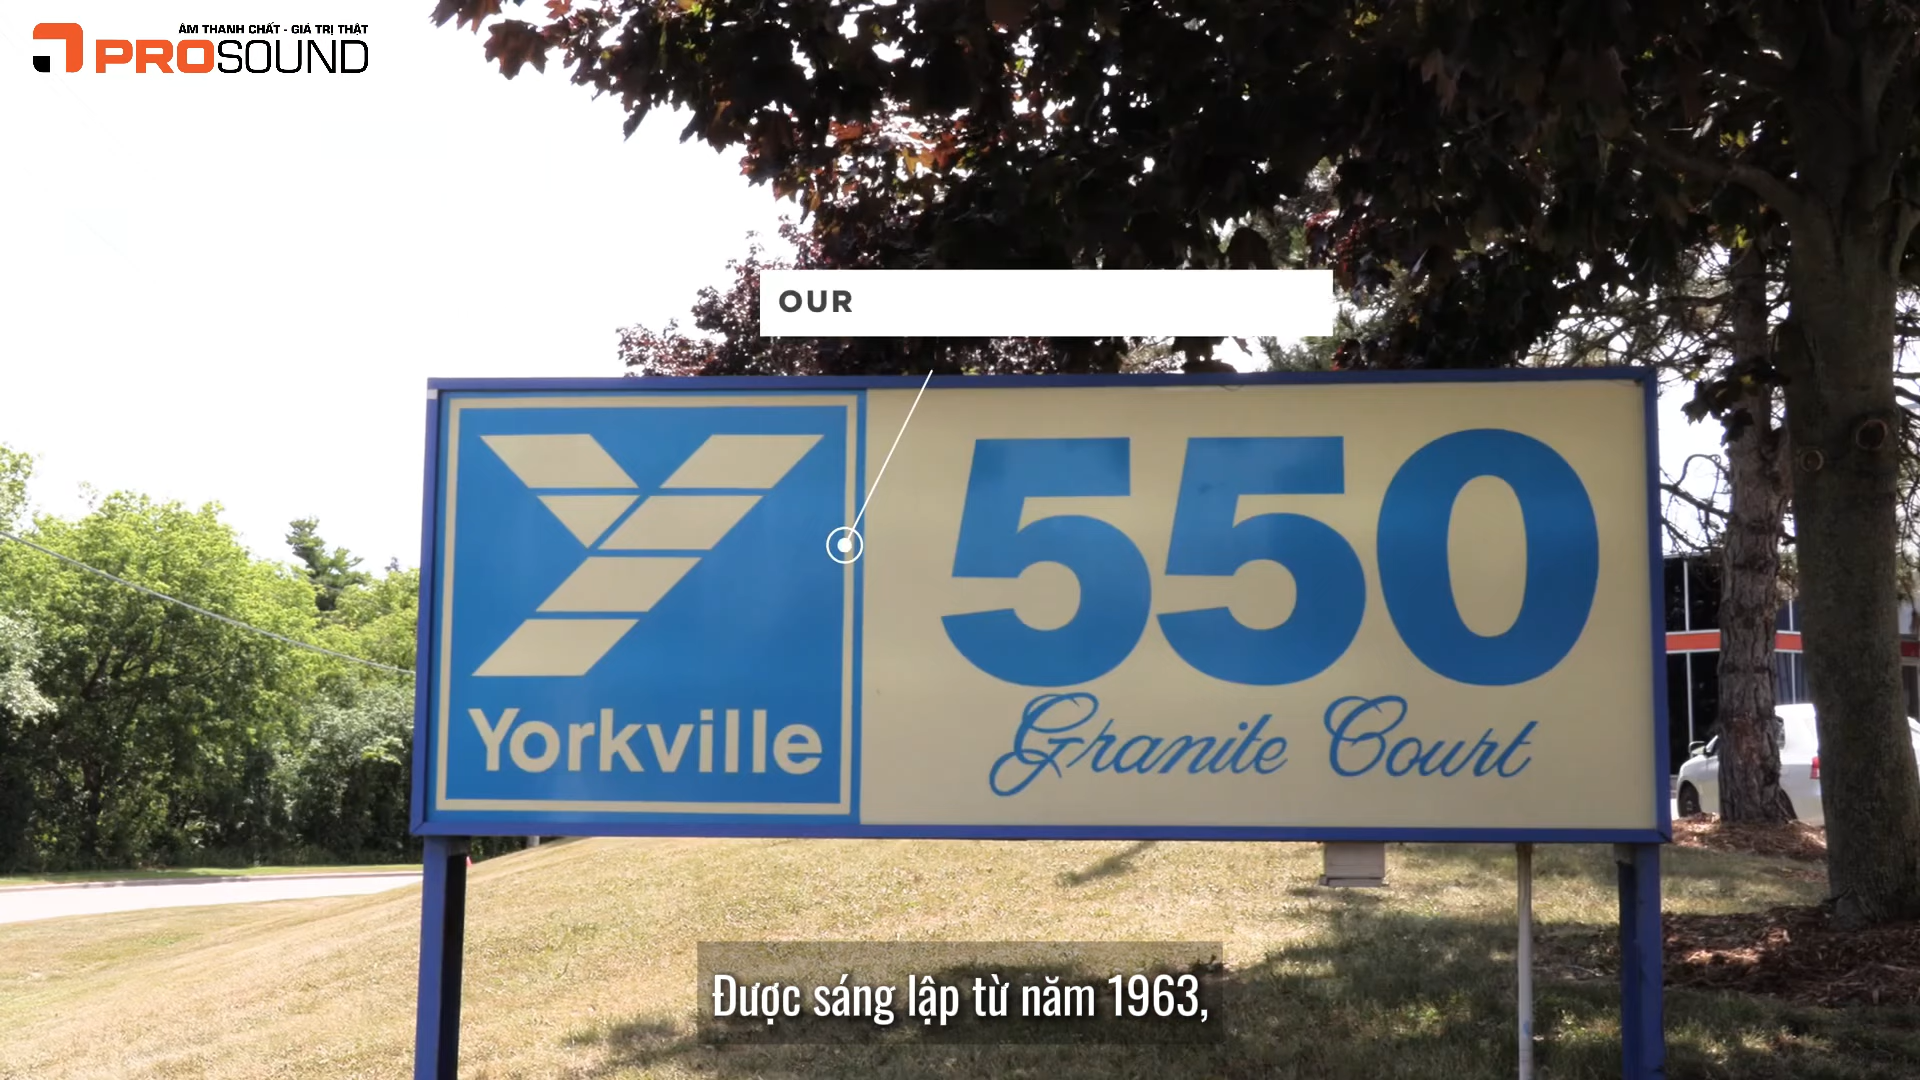 ÂM THANH CHẤT - GIÁ TRỊ THẬT
PROSOUND
OUR
550
Yorkville
Granite Court
Được sáng lập từ năm 1963,